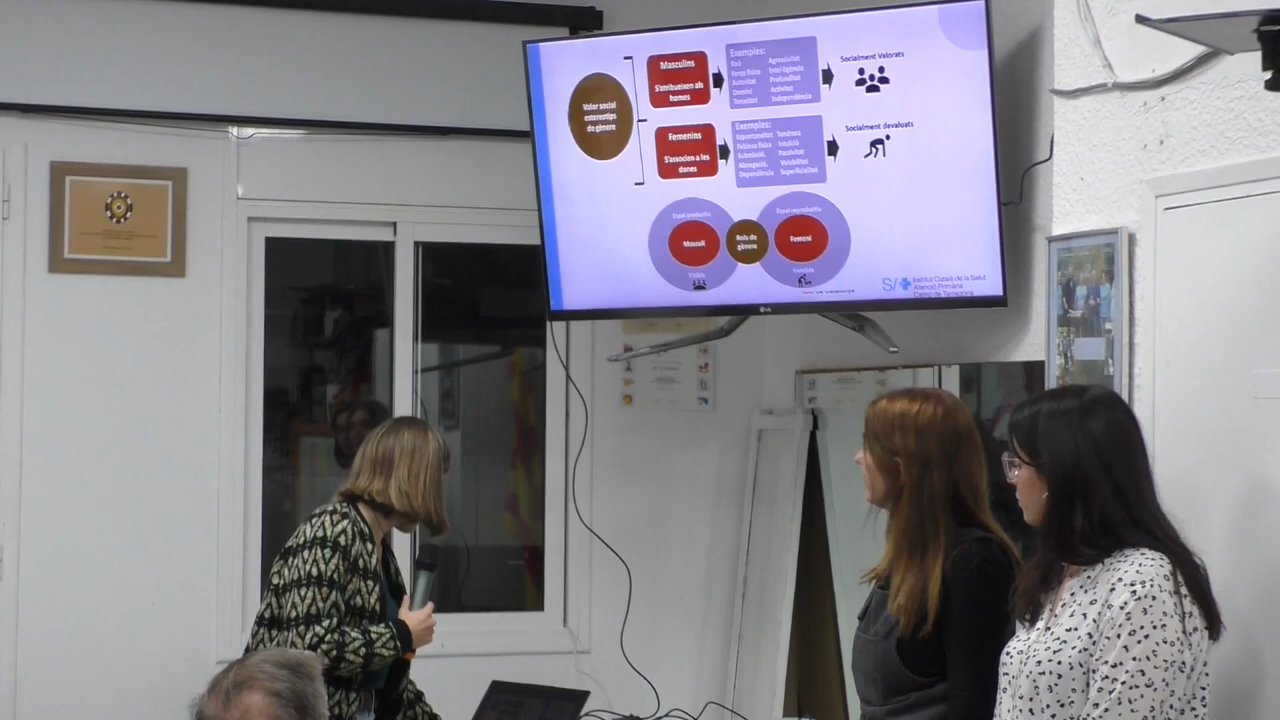 Valor social
estereotips
de gènere
Masculins
S'atribueixen als
homes
Exemples:
Raó
Força física
Autoritat
Domini
Tenacitat
Agressivitat
Intel·ligència
Profunditat
Activitat
Independència
Socialment Valorats
Femenins
S'associen a les
dones
Exemples:
Espontaneïtat
Feblesa física
Submissió.
Abnegació.
Dependència
Tendresa
Intuició
Passivitat
Volubilitat
Superficialitat
Socialment devaluats
Espai productiu
Masculí
Visible
Rols de
gènere
Espai reproductiu
Femení
Invisible
Institut Català de la Salut
Atenció Primària
Camp de Tarragona
LG